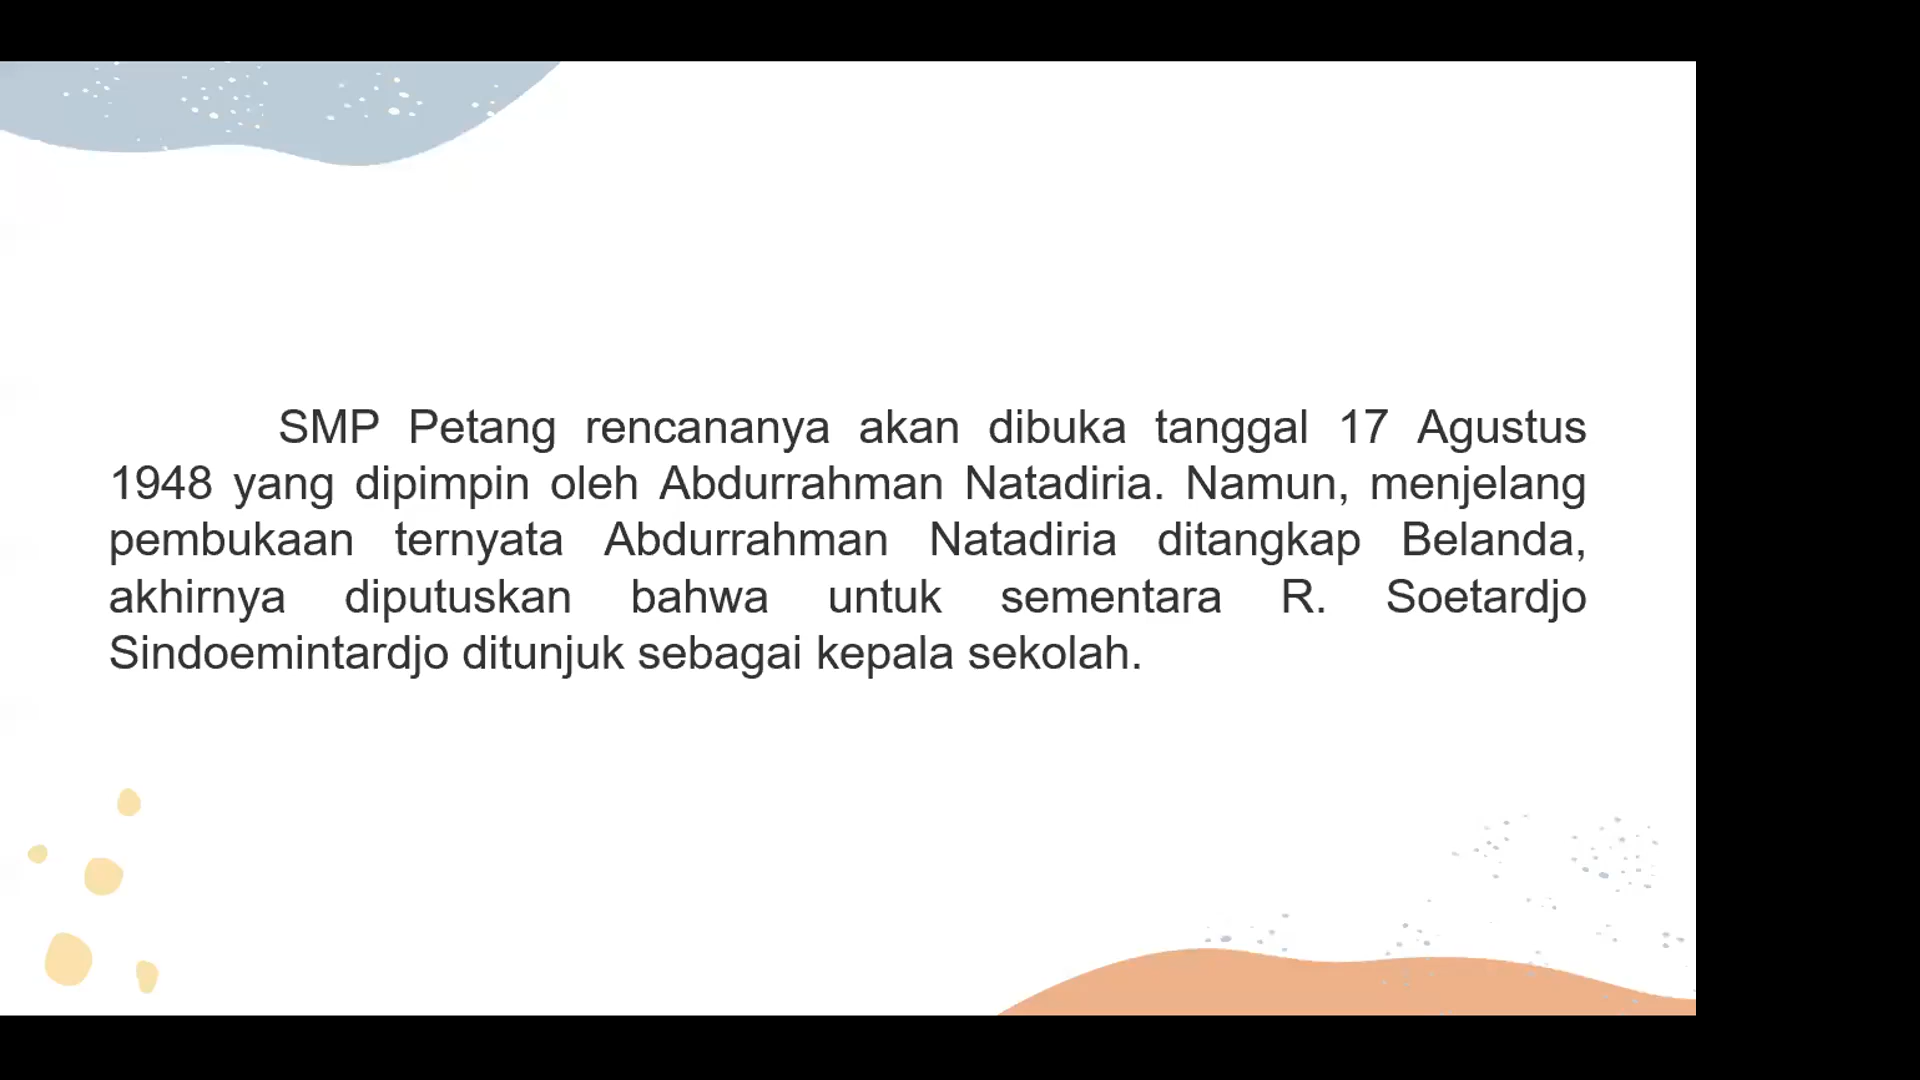 SMP Petang rencananya akan dibuka tanggal 17 Agustus
1948 yang dipimpin oleh Abdurrahman Natadiria. Namun, menjelang
pembukaan ternyata Abdurrahman Natadiria ditangkap Belanda,
akhirnya diputuskan bahwa untuk sementara R. Soetardjo
Sindoemintardjo ditunjuk sebagai kepala sekolah.